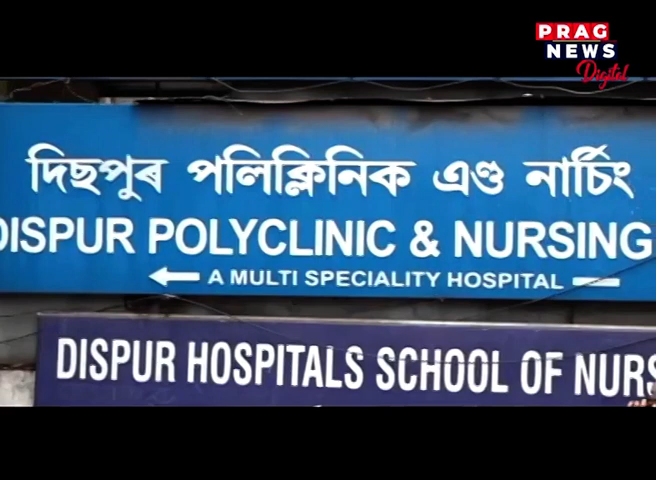 PRAG
NEWS
Digital
দিছপুৰ পলিক্লিনিক এণ্ড নাৰ্চিং
DISPUR POLYCLINIC & NURSING
A MULTI SPECIALITY HOSPITAL
DISPUR HOSPITALS SCHOOL OF NURS